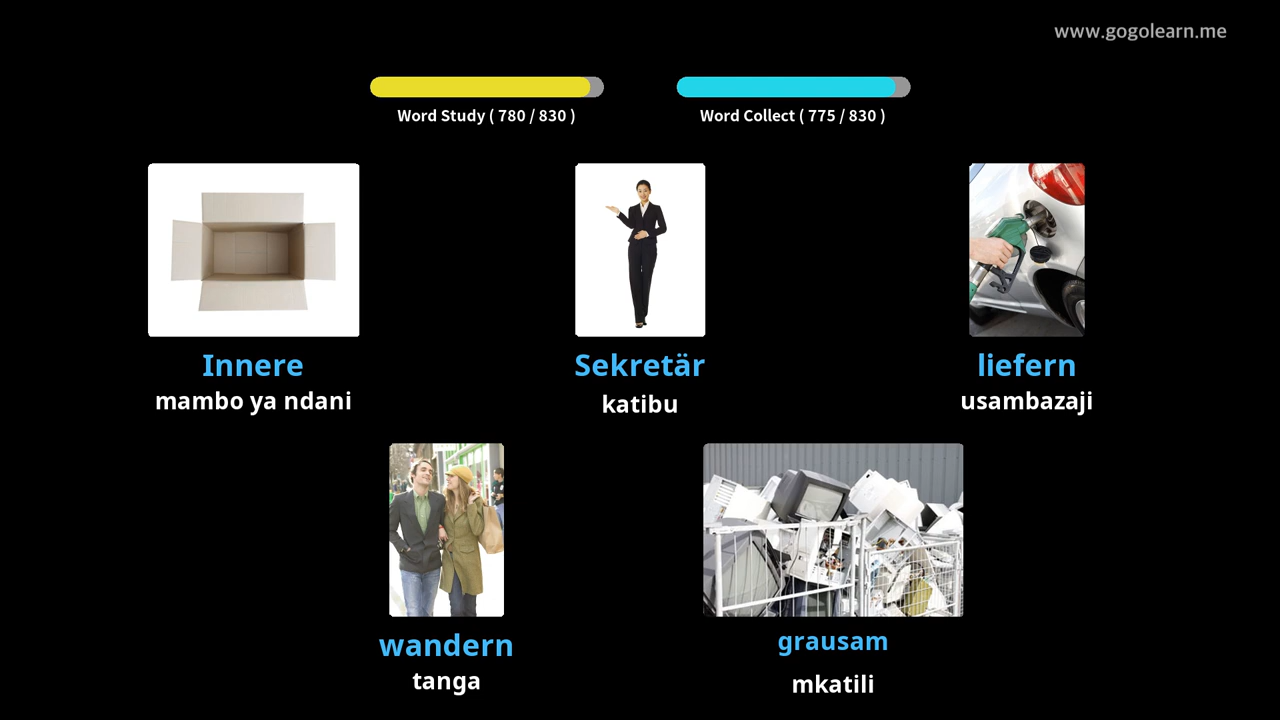 www.gogolearn.me
Word Study ( 780 / 830 )
Word Collect ( 775 / 830 )
Innere
mambo ya ndani
Sekretär
katibu
liefern
usambazaji
wandern
tanga
grausam
mkatili